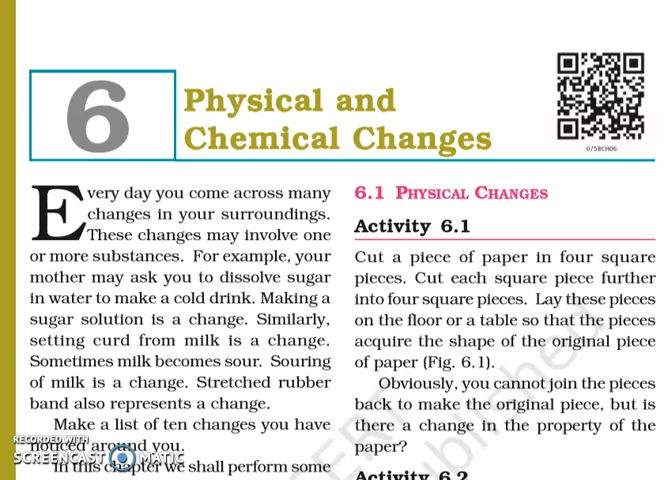 6
Physical and
Chemical Changes
0758CH06
Every day you come across many
changes in your surroundings.
These changes may involve one
or more substances. For example, your
mother may ask you to dissolve sugar
in water to make a cold drink. Making a
sugar solution is a change. Similarly,
setting curd from milk is a change.
Sometimes milk becomes sour. Souring
of milk is a change. Stretched rubber
band also represents a change.
Make a list of ten changes you have
noticed around you.
In this chapter we shall perform some
6.1 PHYSICAL CHANGES
Activity 6.1
Cut a piece of paper in four square
pieces. Cut each square piece further
into four square pieces. Lay these pieces
on the floor or a table so that the pieces
acquire the shape of the original piece
of paper (Fig. 6.1).
Obviously, you cannot join the pieces
back to make the original piece, but is
there a change in the property of the
paper?
Activity 6.2
RECORDED WITH
SCREENCAST MATIC